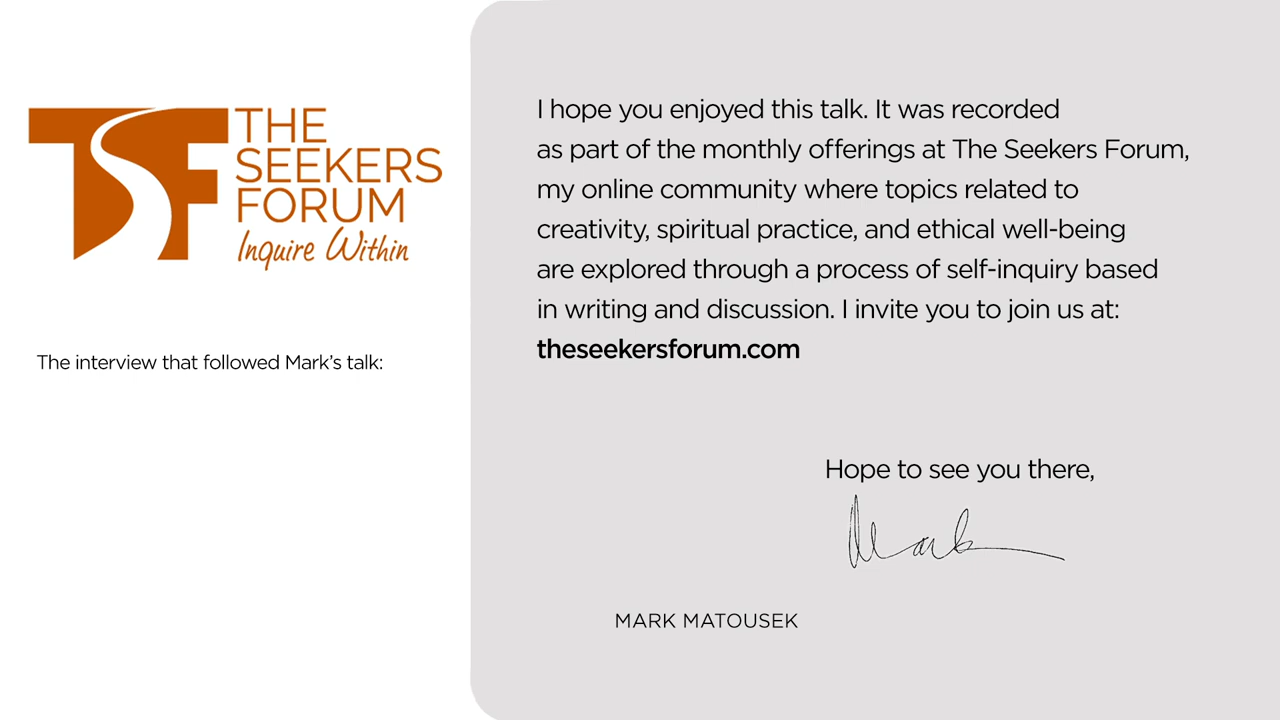 TSF
THE
SEEKERS
FORUM
Inquire Within
The interview that followed Mark's talk:
I hope you enjoyed this talk. It was recorded
as part of the monthly offerings at The Seekers Forum,
my online community where topics related to
creativity, spiritual practice, and ethical well-being
are explored through a process of self-inquiry based
in writing and discussion. I invite you to join us at:
theseekersforum.com
Hope to see you there,
Mark
MARK MATOUSEK